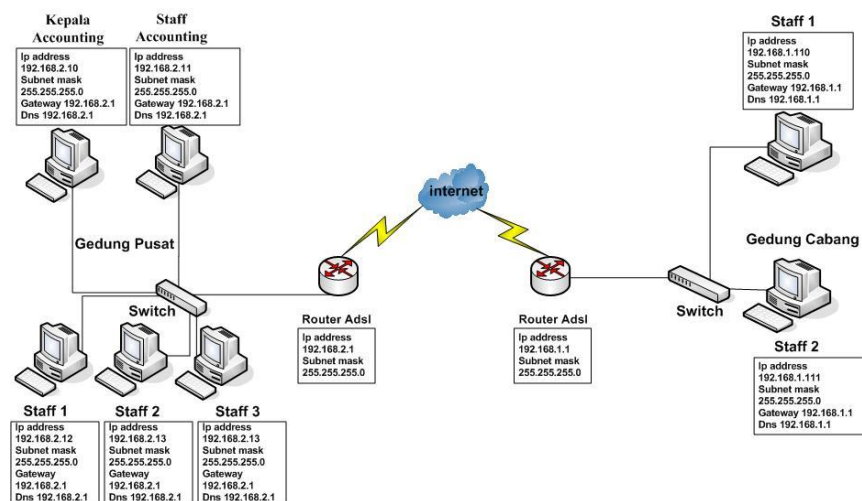 Kepala
Accounting
Ip address
192.168.2.10
Subnet mask
255.255.255.0
Gateway 192.168.2.1
Dns 192.168.2.1
Staff
Accounting
Ip address
192.168.2.11
Subnet mask
255.255.255.0
Gateway 192.168.2.1
Dns 192.168.2.1
Staff 1
Ip address
192.168.1.110
Subnet mask
255.255.255.0
Gateway 192.168.1.1
Dns 192.168.1.1
internet
Gedung Pusat
Gedung Cabang
Switch
Router Adsl
Ip address
192.168.2.1
Subnet mask
255.255.255.0
Router Adsl
Ip address
192.168.1.1
Subnet mask
255.255.255.0
Switch
Staff 2
Ip address
192.168.1.111
Subnet mask
255.255.255.0
Gateway 192.168.1.1
Dns 192.168.1.1
Staff 1
Ip address
192.168.2.12
Subnet mask
255.255.255.0
Gateway
192.168.2.1
Dns 192.168.2.1
Staff 2
Ip address
192.168.2.13
Subnet mask
255.255.255.0
Gateway
192.168.2.1
Dns 192.168.2.1
Staff 3
Ip address
192.168.2.13
Subnet mask
255.255.255.0
Gateway
192.168.2.1
Dns 192.168.2.1